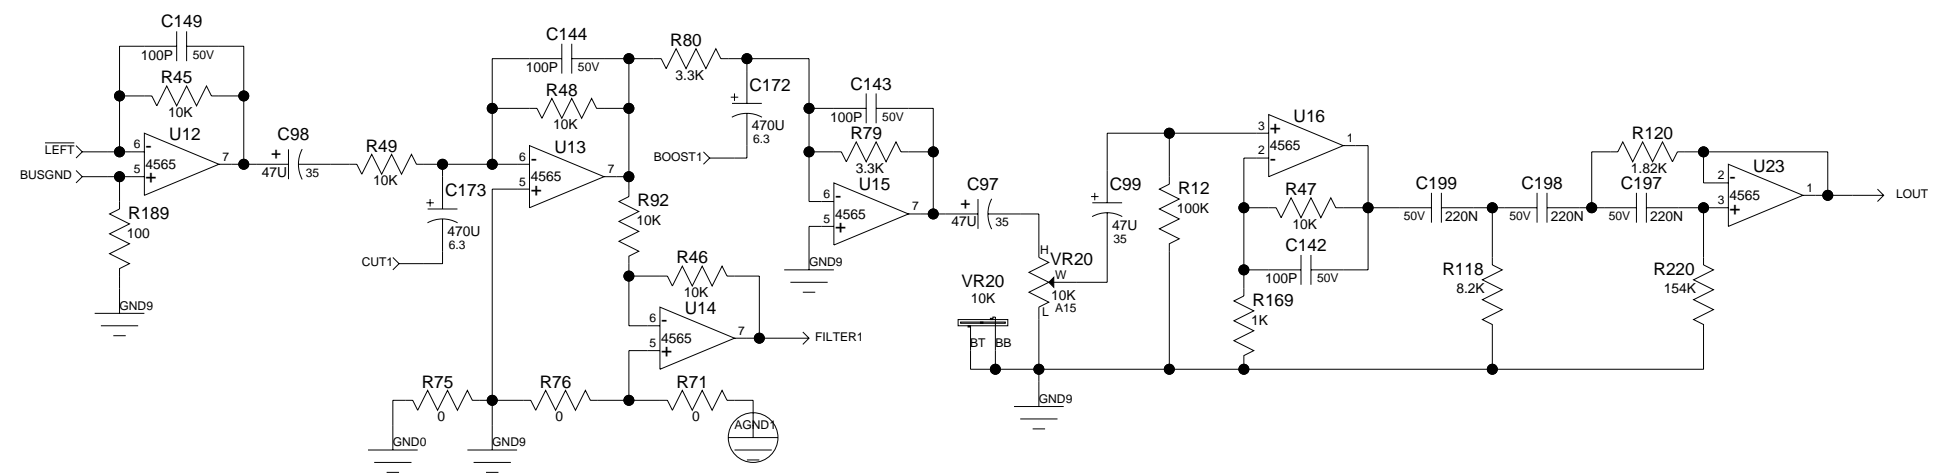 C149
100P 50V
R45
10K
LEFT
BUSGND
6 -
5 +
U12
4565
7
R189
100
GND9
C98
+
47U 35
R49
10K
C173
+
470U
6.3
CUT1
C144
100P 50V
R48
10K
U13
6 -
5 +
4565
7
R92
10K
R46
10K
U14
6 -
5 +
4565
7
FILTER1
R75
0
R76
0
R71
0
GND0
GND9
AGND1
R80
3.3K
C172
+
470U
6.3
BOOST1
C143
100P 50V
R79
3.3K
U15
6 -
5 +
4565
7
GND9
C97
+
47U 35
VR20
10K
BT BB
H
VR20
W
10K
A15
L
GND9
C99
+
47U
35
R12
100K
U16
3 +
2 -
4565
1
R47
10K
C142
100P 50V
R169
1K
C199
50V 220N
R118
8.2K
C198
50V 220N
R120
1.82K
C197
50V 220N
R220
154K
U23
2 -
3 +
4565
1
LOUT